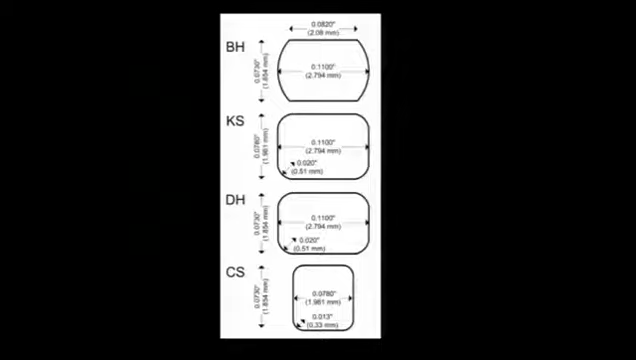 BH
0.0820"
(2.08 mm)
0.0730"
(1.854 mm)
0.1100"
(2.794 mm)
KS
0.0780"
(1.981 mm)
0.1100"
(2.794 mm)
0.020"
(0.51 mm)
DH
0.0730"
(1.854 mm)
0.1100"
(2.794 mm)
0.020"
(0.51 mm)
CS
0.0730"
(1.854 mm)
0.0780"
(1.981 mm)
0.013"
(0.33 mm)